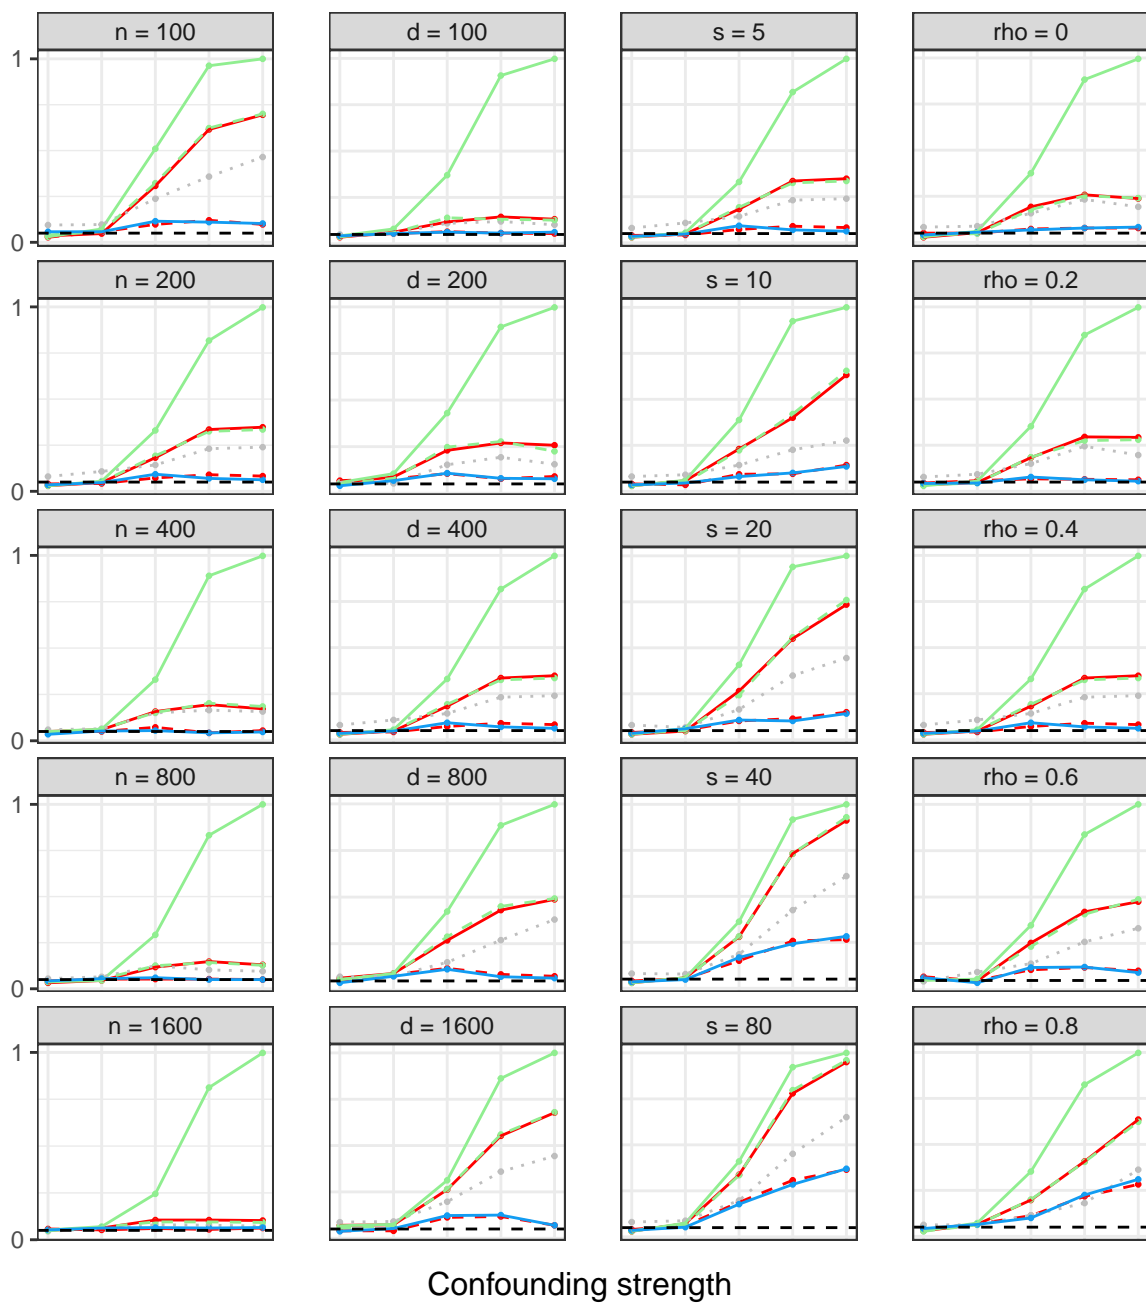 n = 100
d = 100
s = 5
rho = 0
1
0
n = 200
d = 200
s = 10
rho = 0.2
1
0
n = 400
d = 400
s = 20
rho = 0.4
1
0
n = 800
d = 800
s = 40
rho = 0.6
1
0
n = 1600
d = 1600
s = 80
rho = 0.8
1
0
Confounding strength